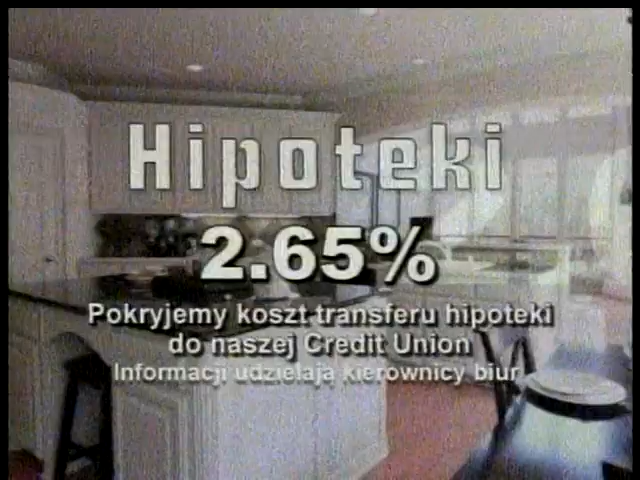 Hipoteki
2.65%
Pokryjemy koszt transferu hipoteki
do naszej Credit Union
Informacji udzielają kierownicy biur